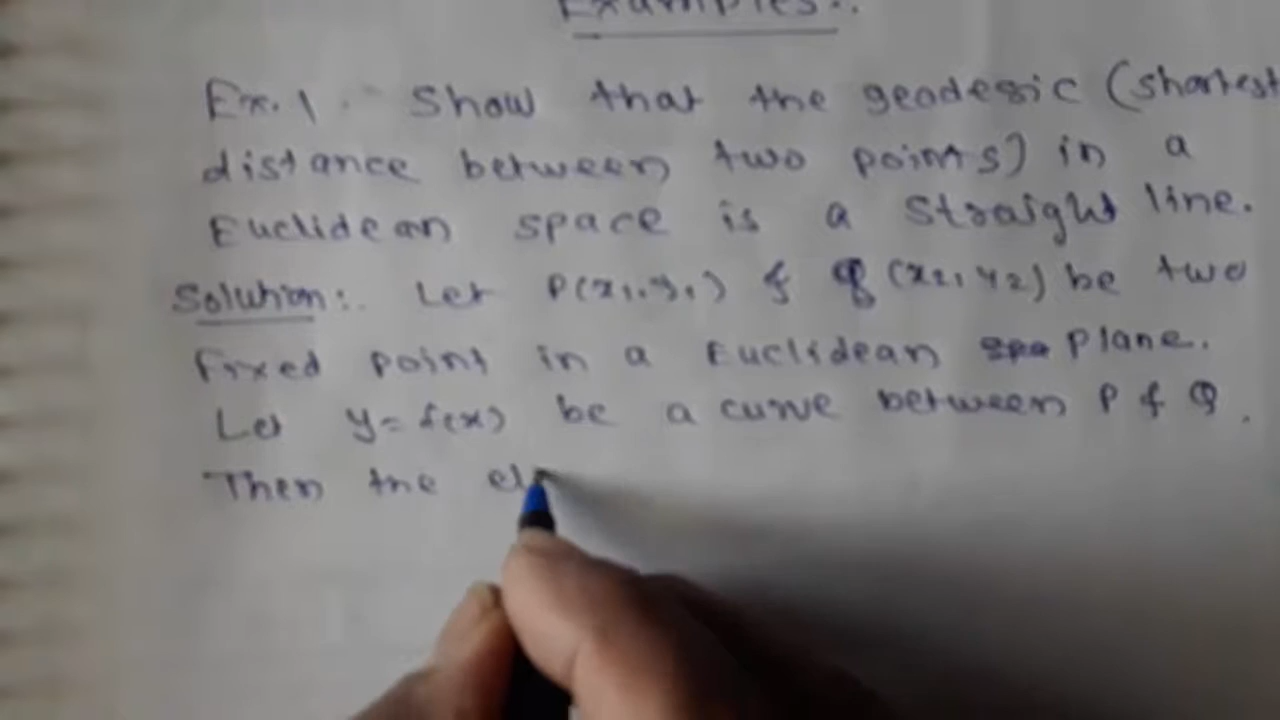 Examples:.
Ex. 1. Show that the geodesic (shortest
distance between two points) in a
Euclidean space is a straight line.
Solution:. Let P(x1, y1) & Q (x2, y2) be two
fixed point in a Euclidean plane.
Let y = f(x) be a curve between P & Q.
Then the el